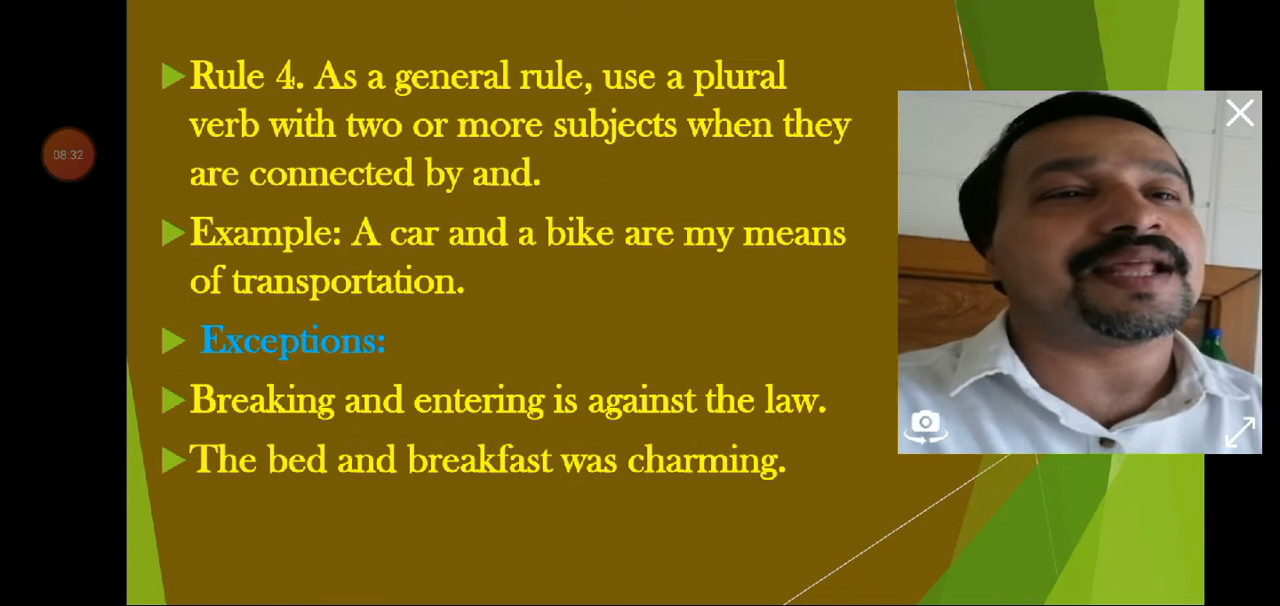 Rule 4. As a general rule, use a plural
verb with two or more subjects when they
are connected by and.
08:32
Example: A car and a bike are my means
of transportation.
Exceptions:
Breaking and entering is against the law.
The bed and breakfast was charming.